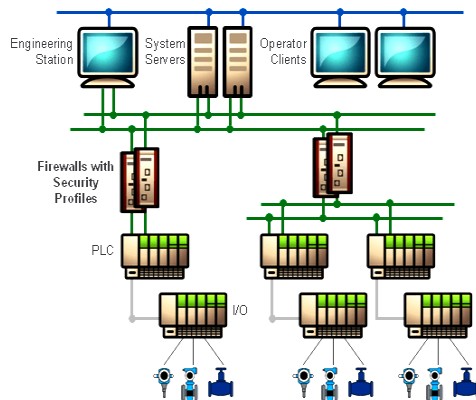 Engineering
Station
System
Servers
Operator
Clients
Firewalls with
Security
Profiles
PLC
I/O